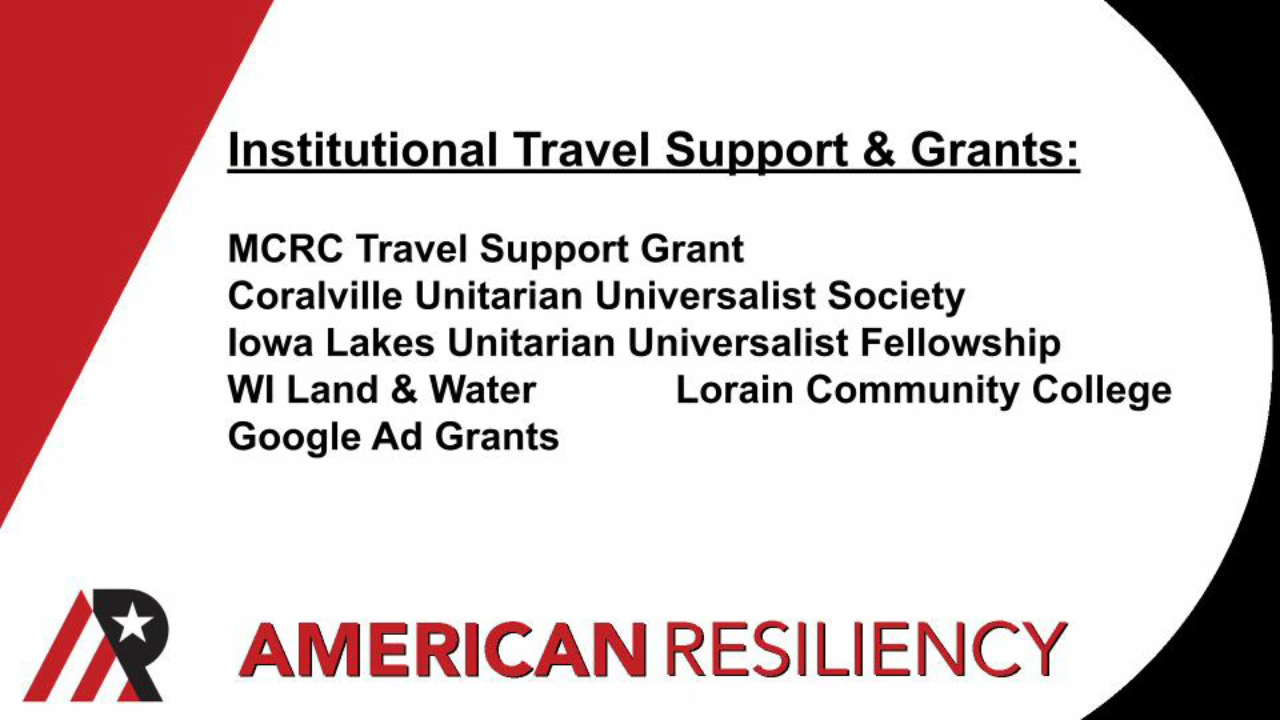 Institutional Travel Support & Grants:
MCRC Travel Support Grant
Coralville Unitarian Universalist Society
Iowa Lakes Unitarian Universalist Fellowship
WI Land & Water Lorain Community College
Google Ad Grants
AR
AMERICAN RESILIENCY